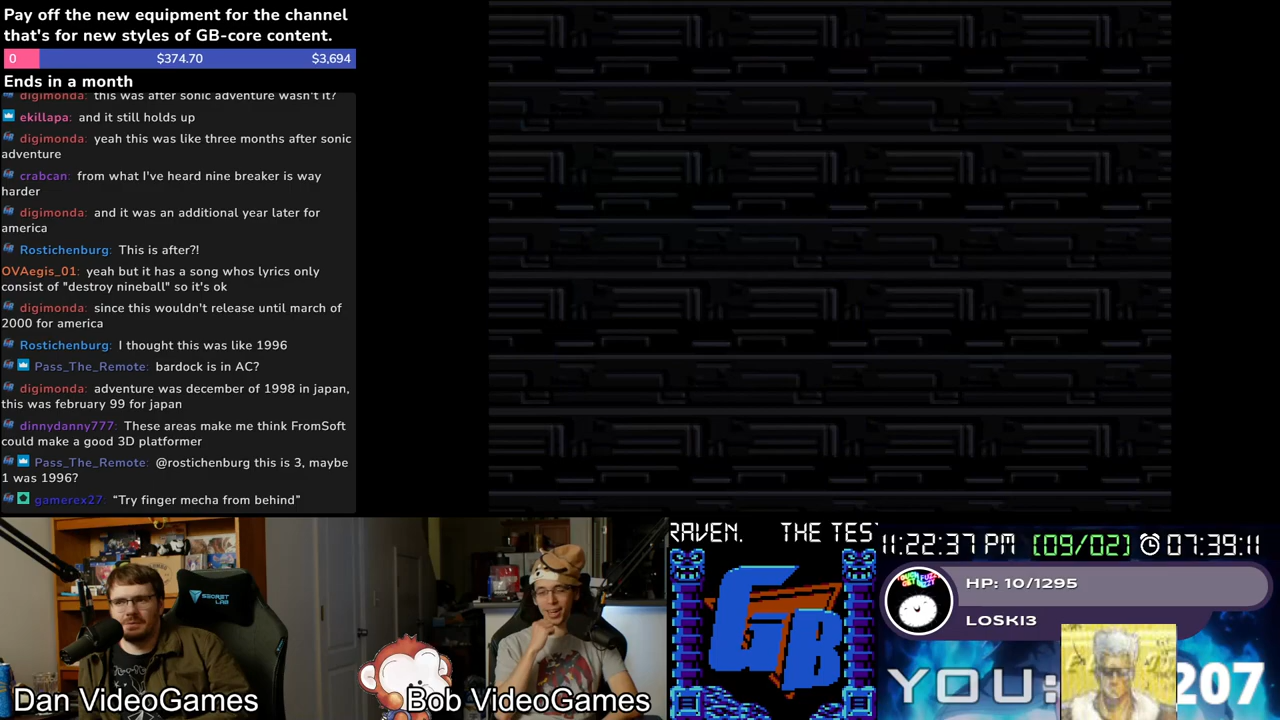 Pay off the new equipment for the channel
that's for new styles of GB-core content.
0 $374.70 $3,694
Ends in a month
digimonda: this was after sonic adventure wasn't it?
ekillapa: and it still holds up
digimonda: yeah this was like three months after sonic
adventure
crabcan: from what I've heard nine breaker is way
harder
digimonda: and it was an additional year later for
america
Rostichenburg: This is after?!
OVAegis_01: yeah but it has a song whos lyrics only
consist of "destroy nineball" so it's ok
digimonda: since this wouldn't release until march of
2000 for america
Rostichenburg: I thought this was like 1996
Pass_The_Remote: bardock is in AC?
digimonda: adventure was december of 1998 in japan,
this was february 99 for japan
dinnydanny777: These areas make me think FromSoft
could make a good 3D platformer
Pass_The_Remote: @rostichenburg this is 3, maybe
1 was 1996?
gamerex27: “Try finger mecha from behind”
SECRET
LAB
Dan VideoGames
Bob VideoGames
RAVEN. THE TES
GB
11:22:37 PM [09/02] 07:39:11
HP: 10/1295
LOSKI3
YOU: 207